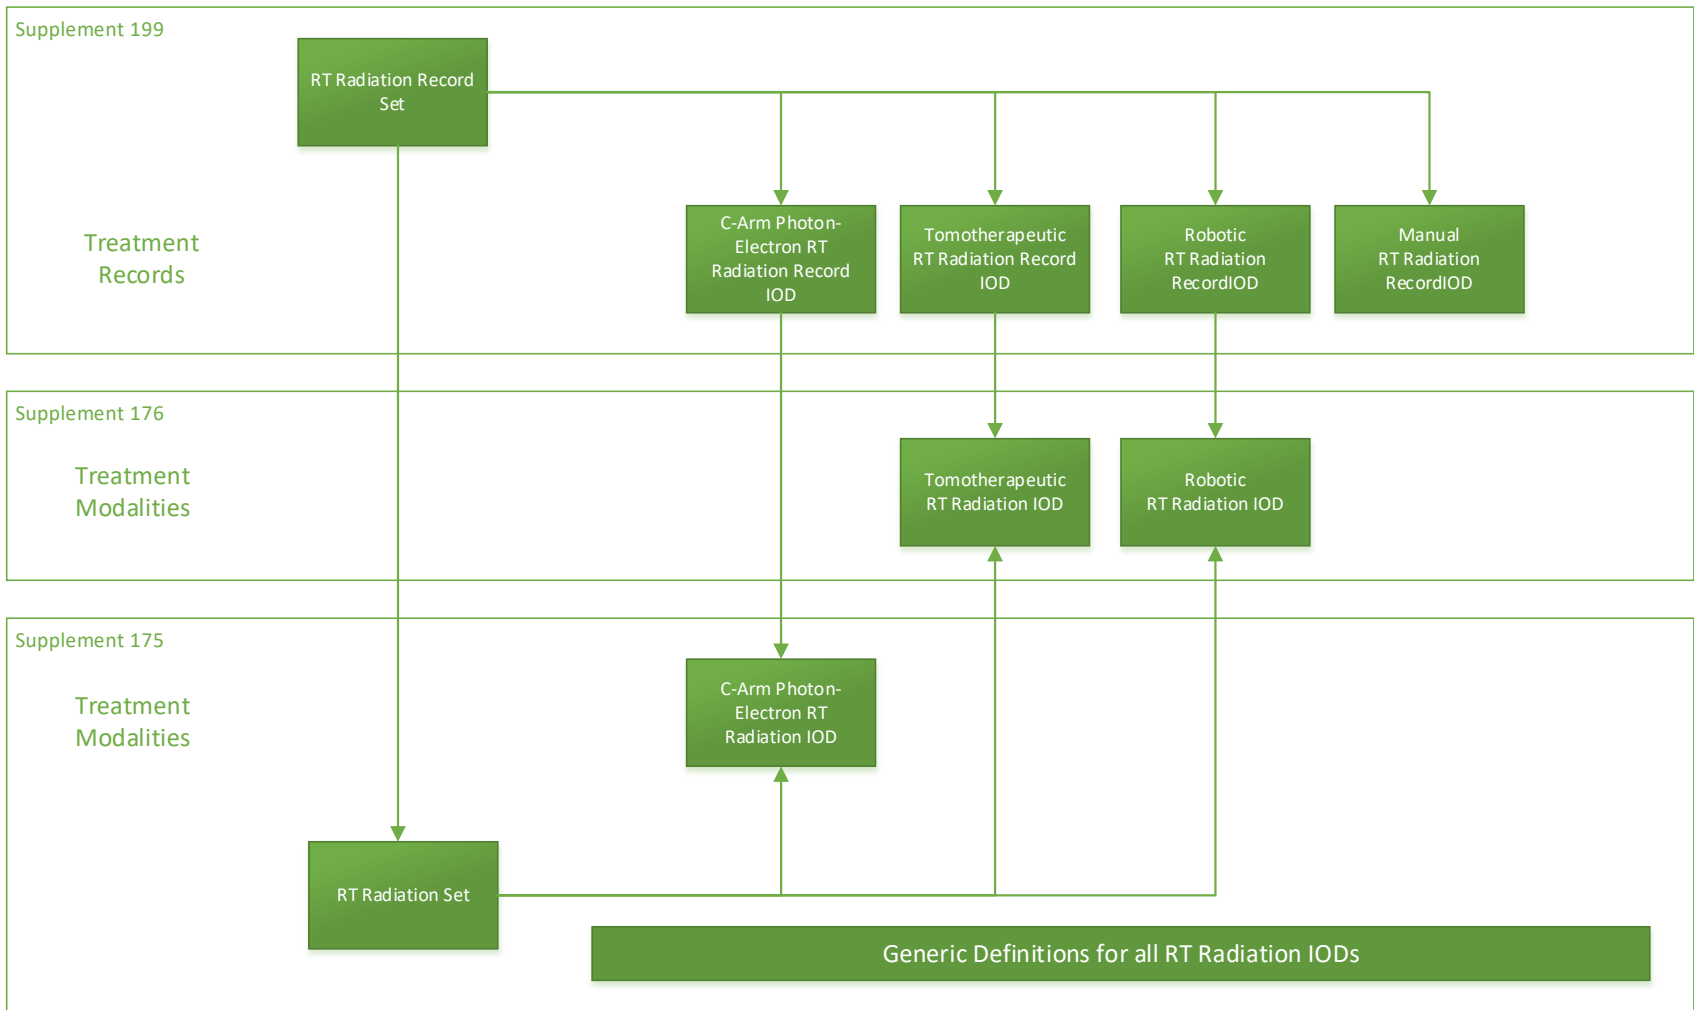 Supplement 199
RT Radiation Record
Set
Treatment
Records
C-Arm Photon-
Electron RT
Radiation Record
IOD
Tomotherapeutic
RT Radiation Record
IOD
Robotic
RT Radiation
RecordIOD
Manual
RT Radiation
RecordIOD
Supplement 176
Treatment
Modalities
Tomotherapeutic
RT Radiation IOD
Robotic
RT Radiation IOD
Supplement 175
Treatment
Modalities
C-Arm Photon-
Electron RT
Radiation IOD
RT Radiation Set
Generic Definitions for all RT Radiation IODs